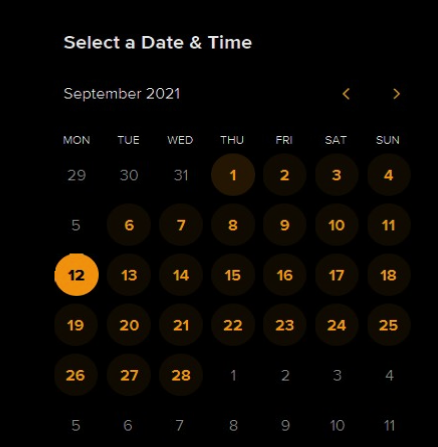 Select a Date & Time
September 2021 < >
MON TUE WED THU FRI SAT SUN
29 30 31 1 2 3 4
5 6 7 8 9 10 11
12 13 14 15 16 17 18
19 20 21 22 23 24 25
26 27 28 1 2 3 4
5 6 7 8 9 10 11